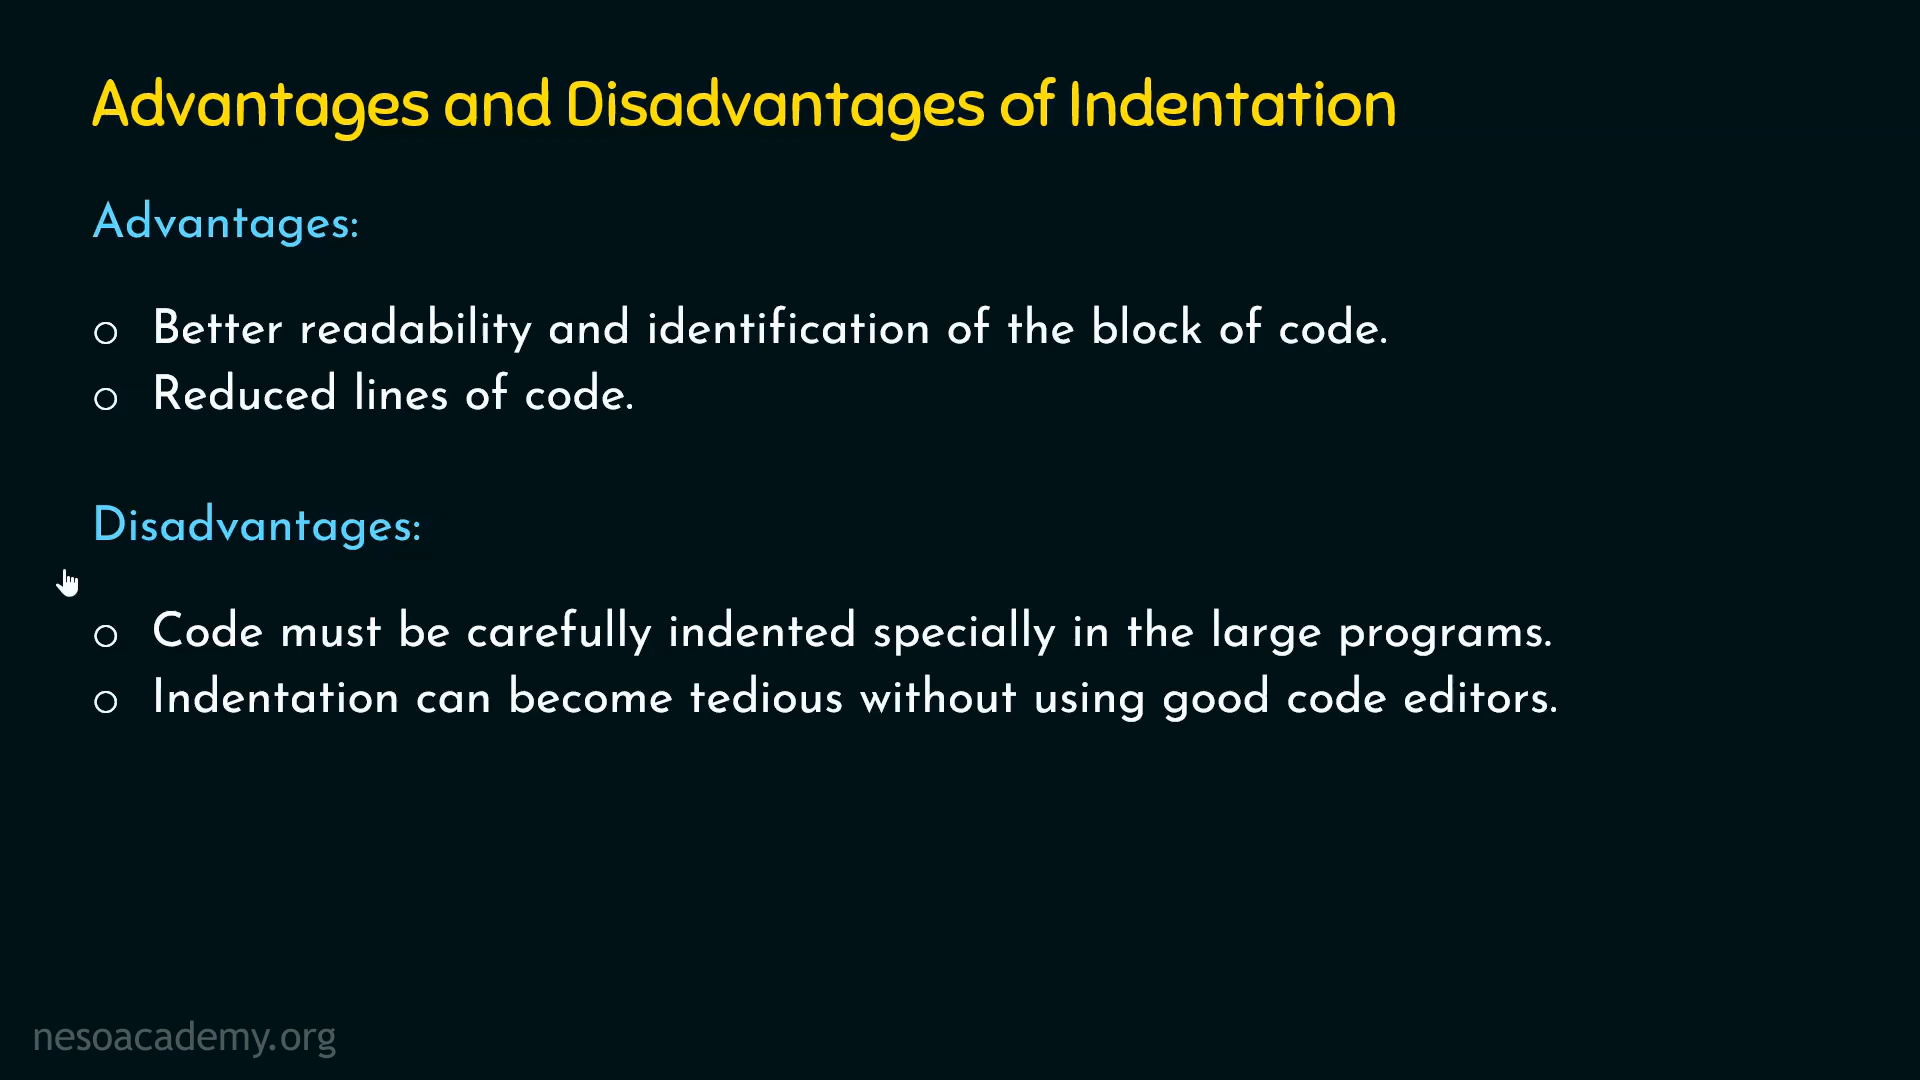 Advantages and Disadvantages of Indentation
Advantages:
o Better readability and identification of the block of code.
o Reduced lines of code.
Disadvantages:
o Code must be carefully indented specially in the large programs.
o Indentation can become tedious without using good code editors.
nesoacademy.org